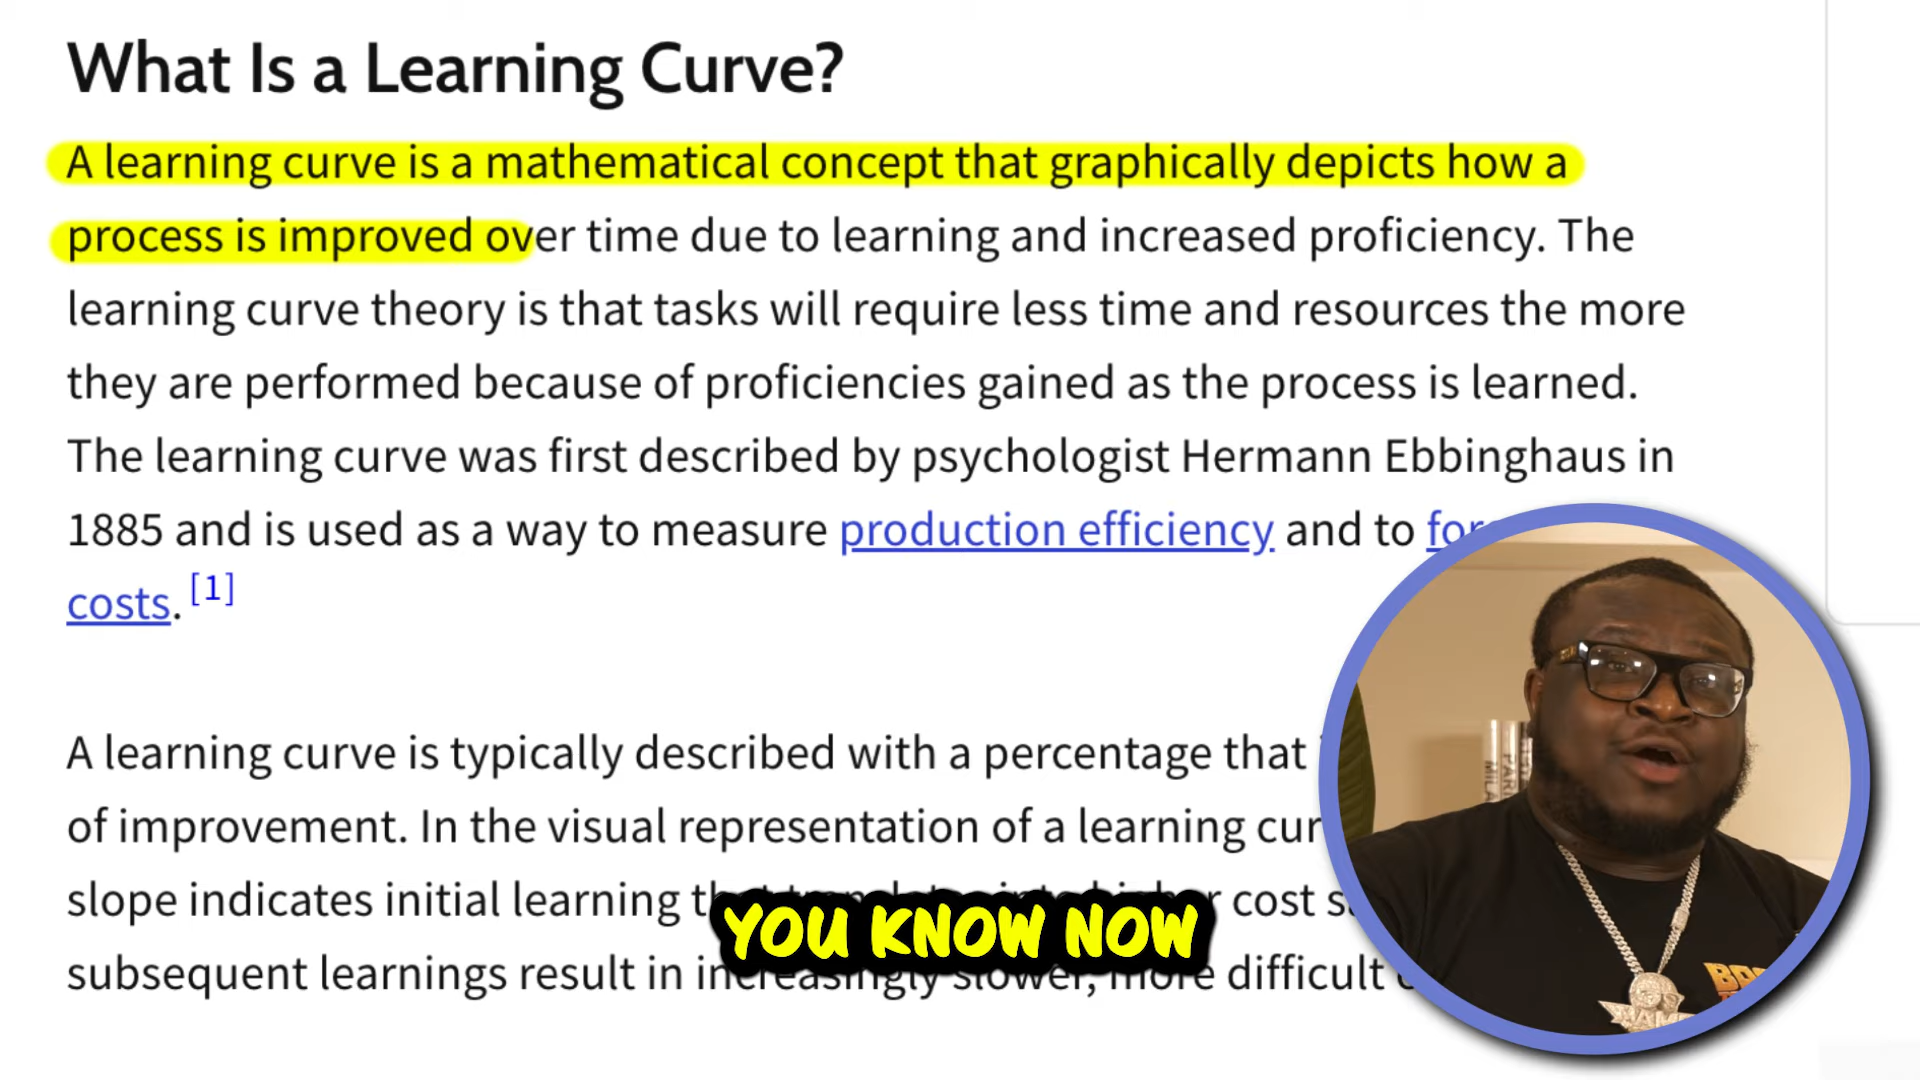 What Is a Learning Curve?
A learning curve is a mathematical concept that graphically depicts how a
process is improved over time due to learning and increased proficiency. The
learning curve theory is that tasks will require less time and resources the more
they are performed because of proficiencies gained as the process is learned.
The learning curve was first described by psychologist Hermann Ebbinghaus in
1885 and is used as a way to measure production efficiency and to
costs. [1]
A learning curve is typically described with a percentage that
of improvement. In the visual representation of a learning
slope indicates initial learning cost
YOU KNOW NOW
subsequent learnings result in increasingly slower, more difficult